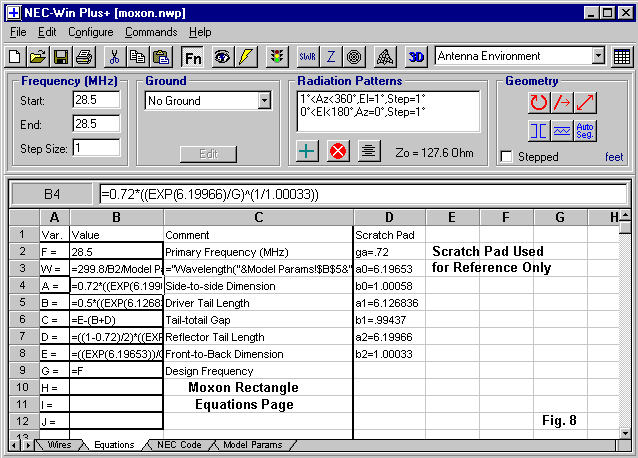 NEC-Win Plus+ [moxon.nwp]
File Edit Configure Commands Help
Fn SWR Z 3D Antenna Environment
Frequency (MHz) Ground Radiation Patterns Geometry
Start: 28.5 No Ground 1°<Az<360°,El=1°,Step=1°
0°<El<180°,Az=0°,Step=1°
End: 28.5
Step Size: 1 Edit Zo = 127.6 Ohm Auto Seg. Stepped feet
B4 =0.72*((EXP(6.19966)/G)^(1/1.00033))
A B C D E F G H
1 Var. Value Comment Scratch Pad
2 F = 28.5 Primary Frequency (MHz) ga=.72 Scratch Pad Used
3 W = =299.8/B2/Model Pa ="Wavelength("&Model Params!$B$5&" a0=6.19653 for Reference Only
4 A = =0.72*((EXP(6.199 Side-to-side Dimension b0=1.00058
5 B = =0.5*((EXP(6.1268 Driver Tail Length a1=6.126836
6 C = =E-(B+D) Tail-totail Gap b1=.99437
7 D = =((1-0.72)/2)*((EX Reflector Tail Length a2=6.19966
8 E = =((EXP(6.19653))/ Front-to-Back Dimension b2=1.00033
9 G = =F Design Frequency
10 H = Moxon Rectangle
11 I = Equations Page
12 J = Fig. 8
13
Wires Equations NEC Code Model Params